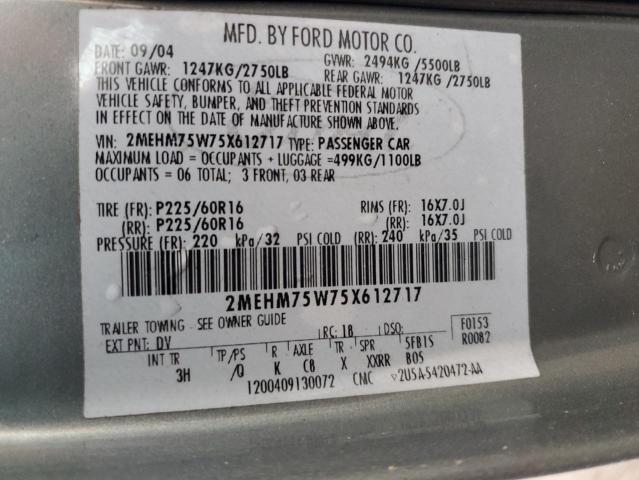 MFD. BY FORD MOTOR CO.
DATE: 09/04 GVWR: 2494KG /5500LB
FRONT GAWR: 1247KG/2750LB REAR GAWR: 1247KG /2750LB
THIS VEHICLE CONFORMS TO ALL APPLICABLE FEDERAL MOTOR
VEHICLE SAFETY, BUMPER, AND THEFT PREVENTION STANDARDS
IN EFFECT ON THE DATE OF MANUFACTURE SHOWN ABOVE.
VIN: 2MEHM75W75X612717 TYPE: PASSENGER CAR
MAXIMUM LOAD = OCCUPANTS + LUGGAGE =499KG/1100LB
OCCUPANTS = 06 TOTAL; 3 FRONT, 03 REAR
TIRE (FR): P225/60R16 RIMS (FR): 16X7.0J
(RR): P225/60R16 (RR): 16X7.0J
PRESSURE (FR): 220 kPa/32 PSI COLD (RR): 240 kPa/35 PSI COLD
2MEHM75W75X612717
TRAILER TOWING - SEE OWNER GUIDE F0153
EXT PNT: DV RC: 18 DSO: R0082
INT TR TP/PS R AXLE TR SPR 5FB1S
3H /Q K C8 X XXRR B05
1200409130072 CMC ▽2U5A-5420472-AA